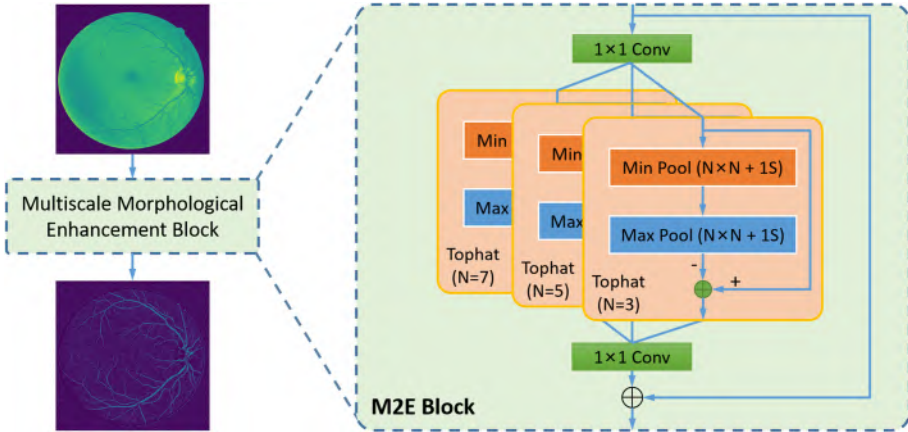 Multiscale Morphological
Enhancement Block
1×1 Conv
Min
Max
Tophat
(N=7)
Min
Max
Tophat
(N=5)
Min Pool (N×N + 1S)
Max Pool (N×N + 1S)
-
+
Tophat
(N=3)
1×1 Conv
M2E Block